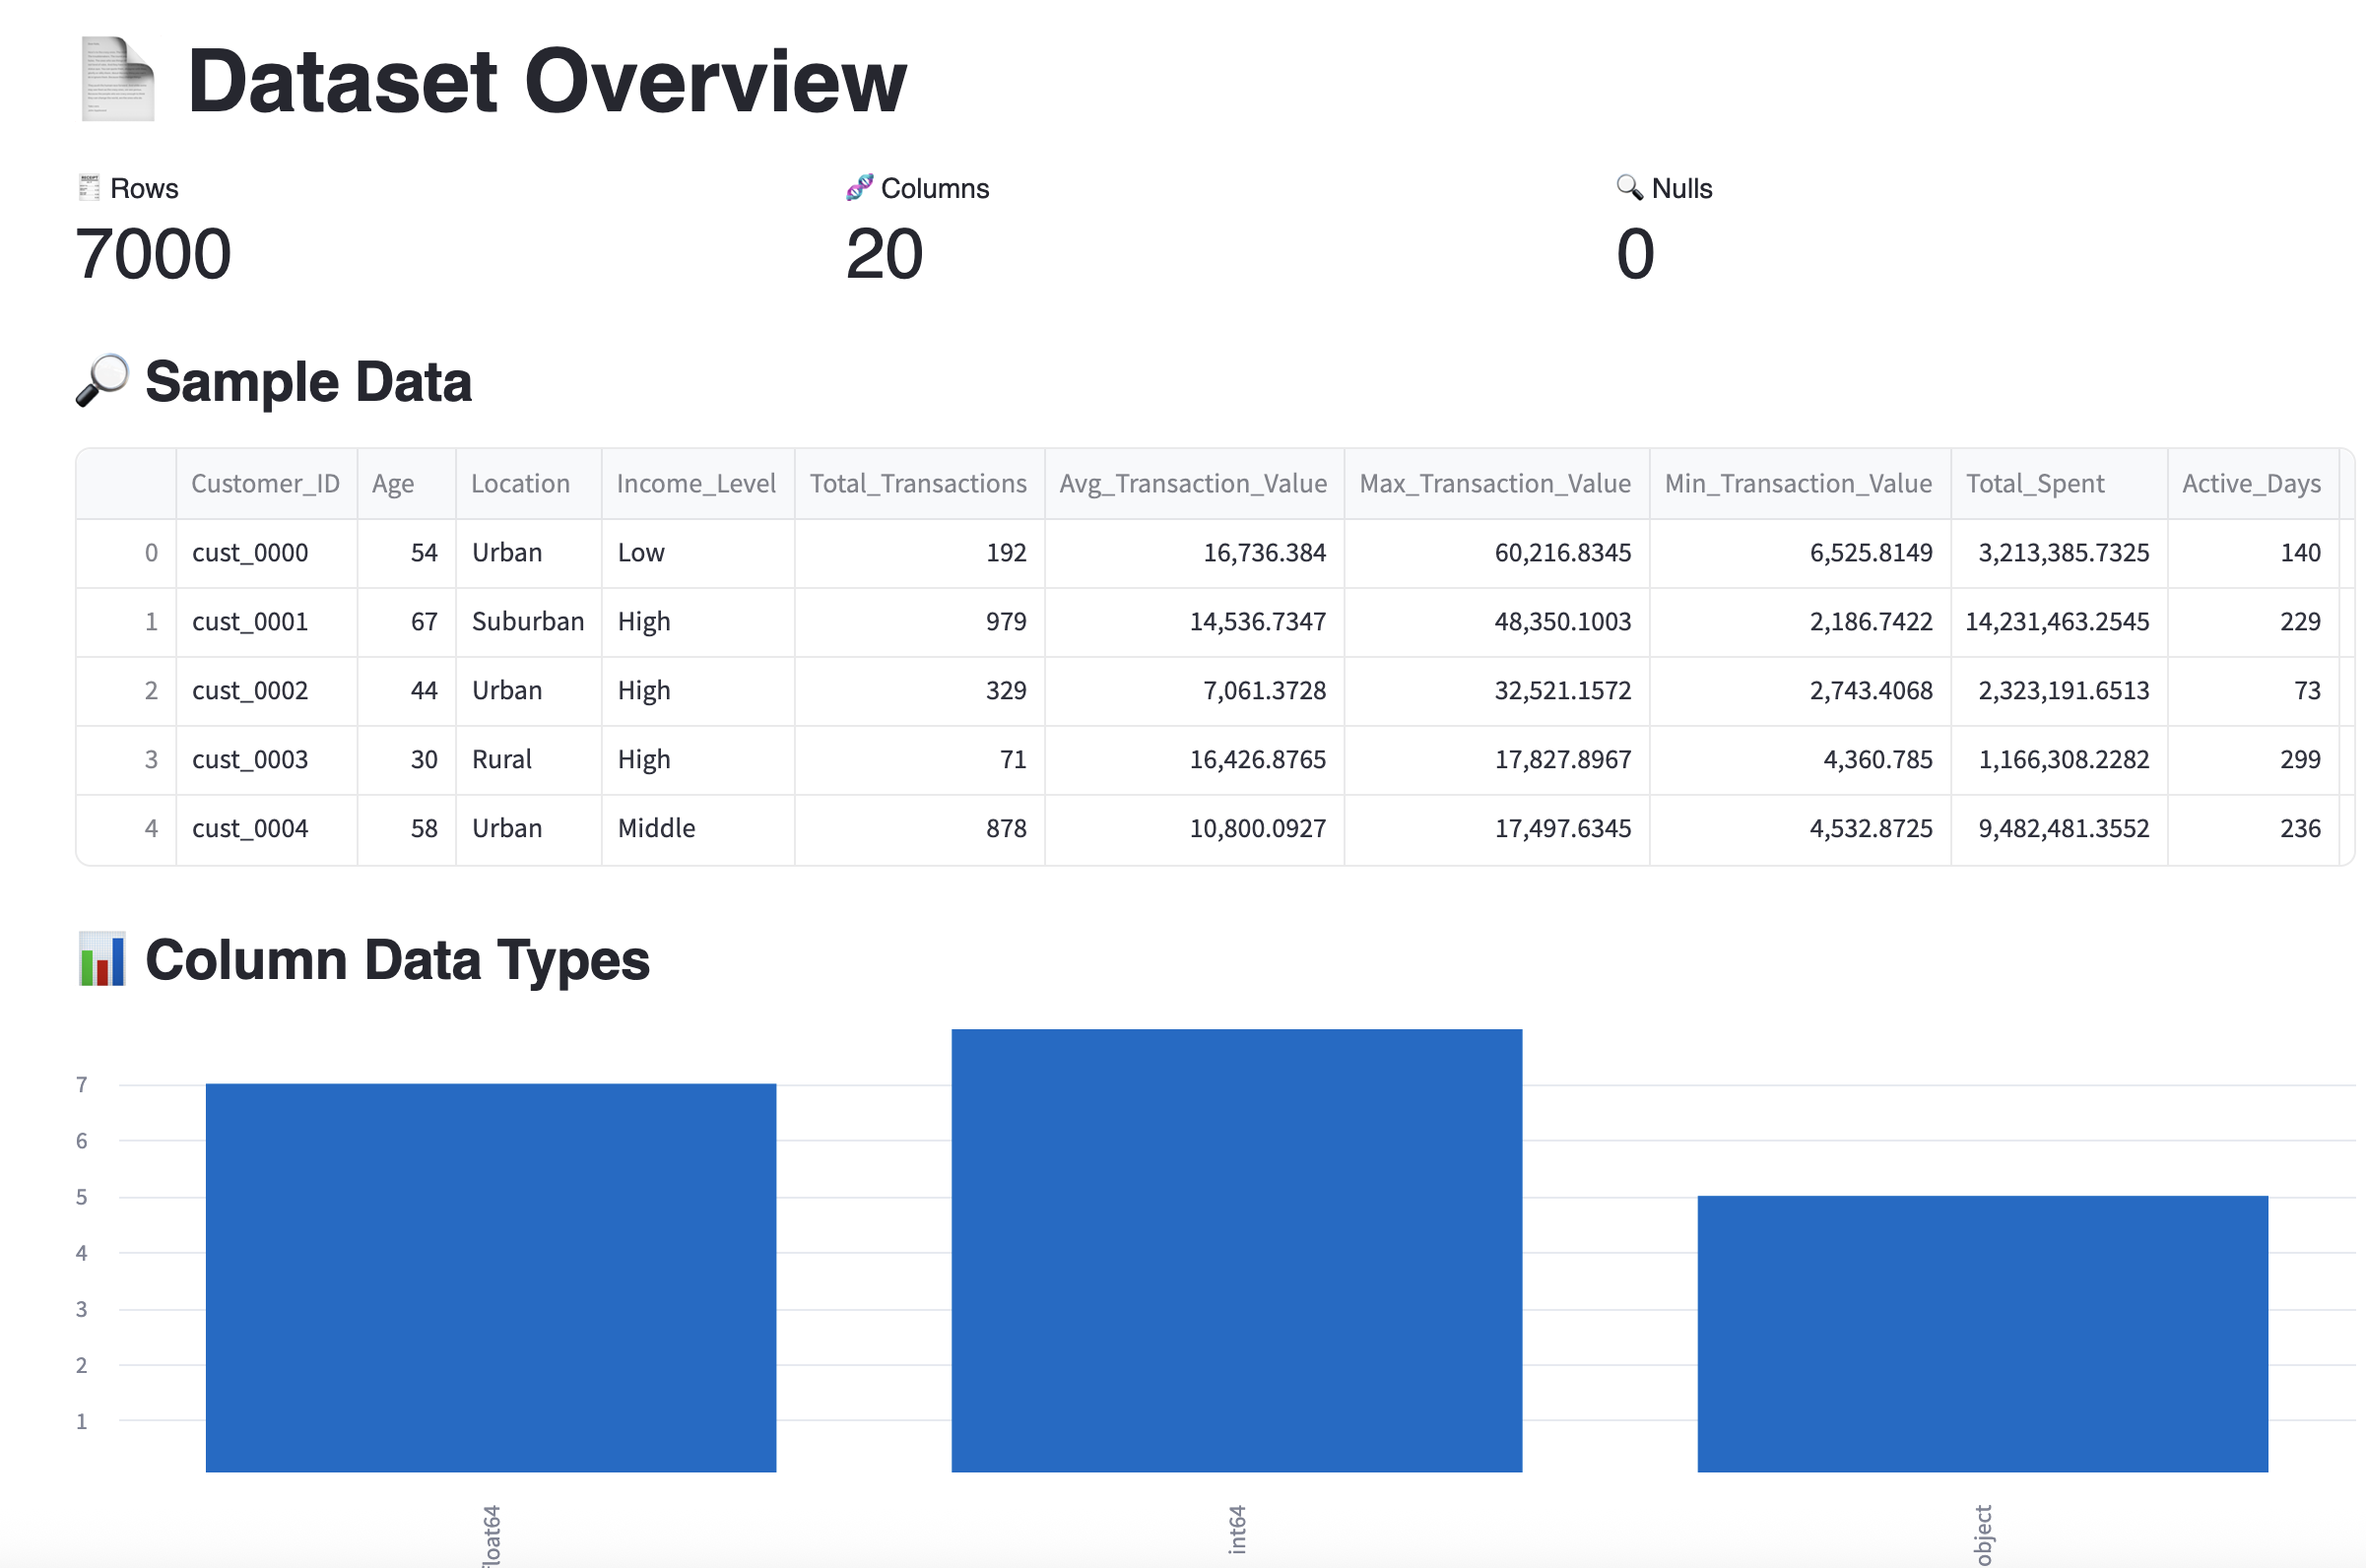 Dataset Overview
Rows
7000
Columns
20
Nulls
0
Sample Data
Customer_ID Age Location Income_Level Total_Transactions Avg_Transaction_Value Max_Transaction_Value Min_Transaction_Value Total_Spent Active_Days
0 cust_0000 54 Urban Low 192 16,736.384 60,216.8345 6,525.8149 3,213,385.7325 140
1 cust_0001 67 Suburban High 979 14,536.7347 48,350.1003 2,186.7422 14,231,463.2545 229
2 cust_0002 44 Urban High 329 7,061.3728 32,521.1572 2,743.4068 2,323,191.6513 73
3 cust_0003 30 Rural High 71 16,426.8765 17,827.8967 4,360.785 1,166,308.2282 299
4 cust_0004 58 Urban Middle 878 10,800.0927 17,497.6345 4,532.8725 9,482,481.3552 236
Column Data Types
7
6
5
4
3
2
1
float64
int64
object